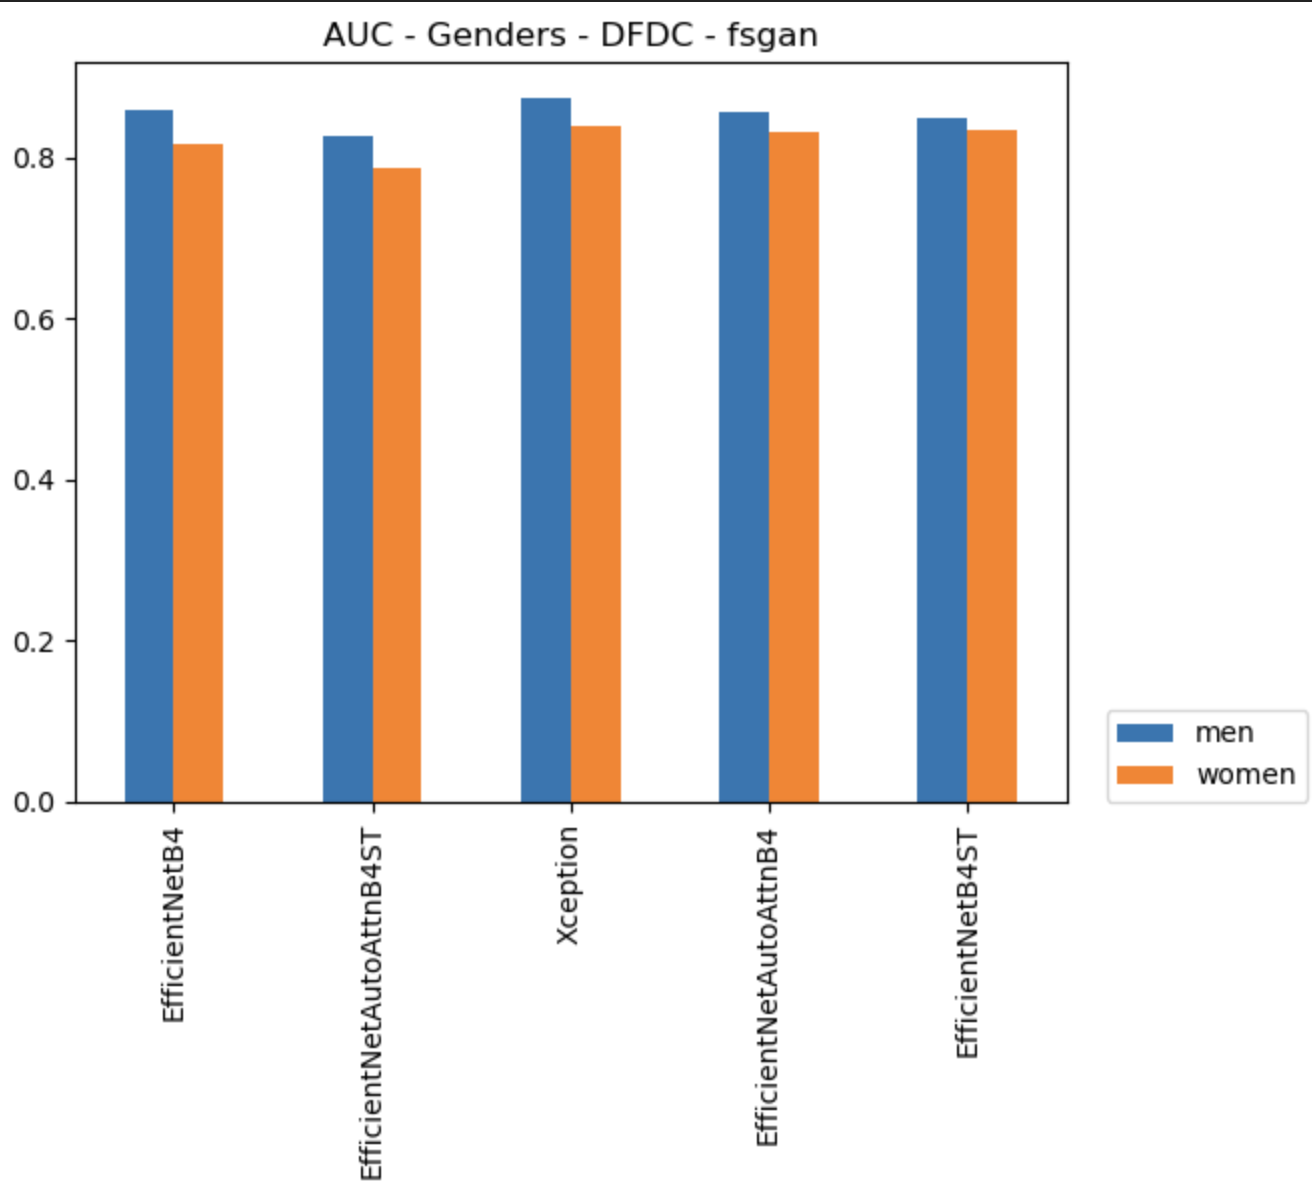 AUC - Genders - DFDC - fsgan
0.8
0.6
0.4
0.2
0.0
men
women
EfficientNetB4
EfficientNetAutoAttnB4ST
Xception
EfficientNetAutoAttnB4
EfficientNetB4ST